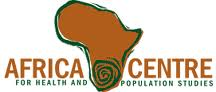 AFRICA CENTRE
FOR HEALTH AND POPULATION STUDIES